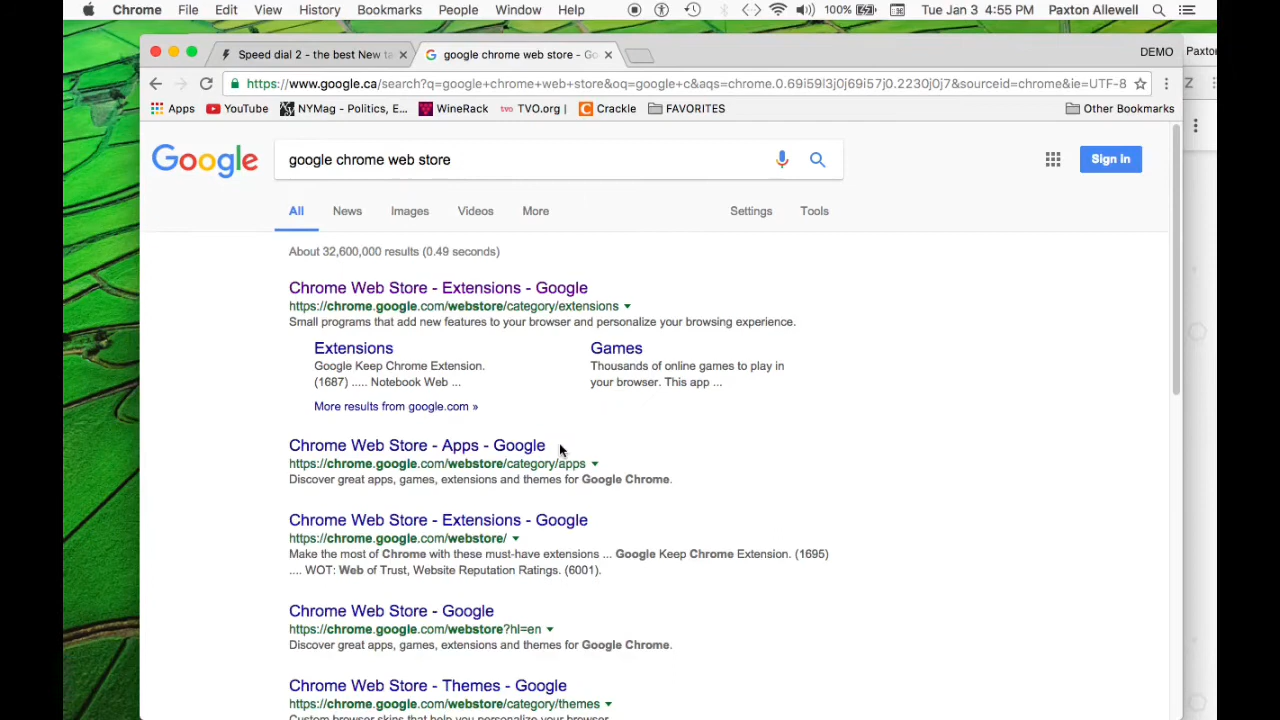 Chrome File Edit View History Bookmarks People Window Help 100% Tue Jan 3 4:55 PM Paxton Allewell
Speed dial 2 - the best New ta google chrome web store - Go DEMO Paxto
https://www.google.ca/search?q=google+chrome+web+store&oq=google+c&aqs=chrome.0.69i59l3j0j69i57j0.2230j0j7&sourceid=chrome&ie=UTF-8
Apps YouTube NYMag - Politics, E... WineRack tvo TVO.org | Crackle FAVORITES Other Bookmarks
Google google chrome web store Sign in
All News Images Videos More Settings Tools
About 32,600,000 results (0.49 seconds)
Chrome Web Store - Extensions - Google
https://chrome.google.com/webstore/category/extensions
Small programs that add new features to your browser and personalize your browsing experience.
Extensions Games
Google Keep Chrome Extension. Thousands of online games to play in
(1687) ..... Notebook Web ... your browser. This app ...
More results from google.com »
Chrome Web Store - Apps - Google
https://chrome.google.com/webstore/category/apps
Discover great apps, games, extensions and themes for Google Chrome.
Chrome Web Store - Extensions - Google
https://chrome.google.com/webstore/
Make the most of Chrome with these must-have extensions ... Google Keep Chrome Extension. (1695)
.... WOT: Web of Trust, Website Reputation Ratings. (6001).
Chrome Web Store - Google
https://chrome.google.com/webstore?hl=en
Discover great apps, games, extensions and themes for Google Chrome.
Chrome Web Store - Themes - Google
https://chrome.google.com/webstore/category/themes
Custom browser skins that help you personalize your browser.